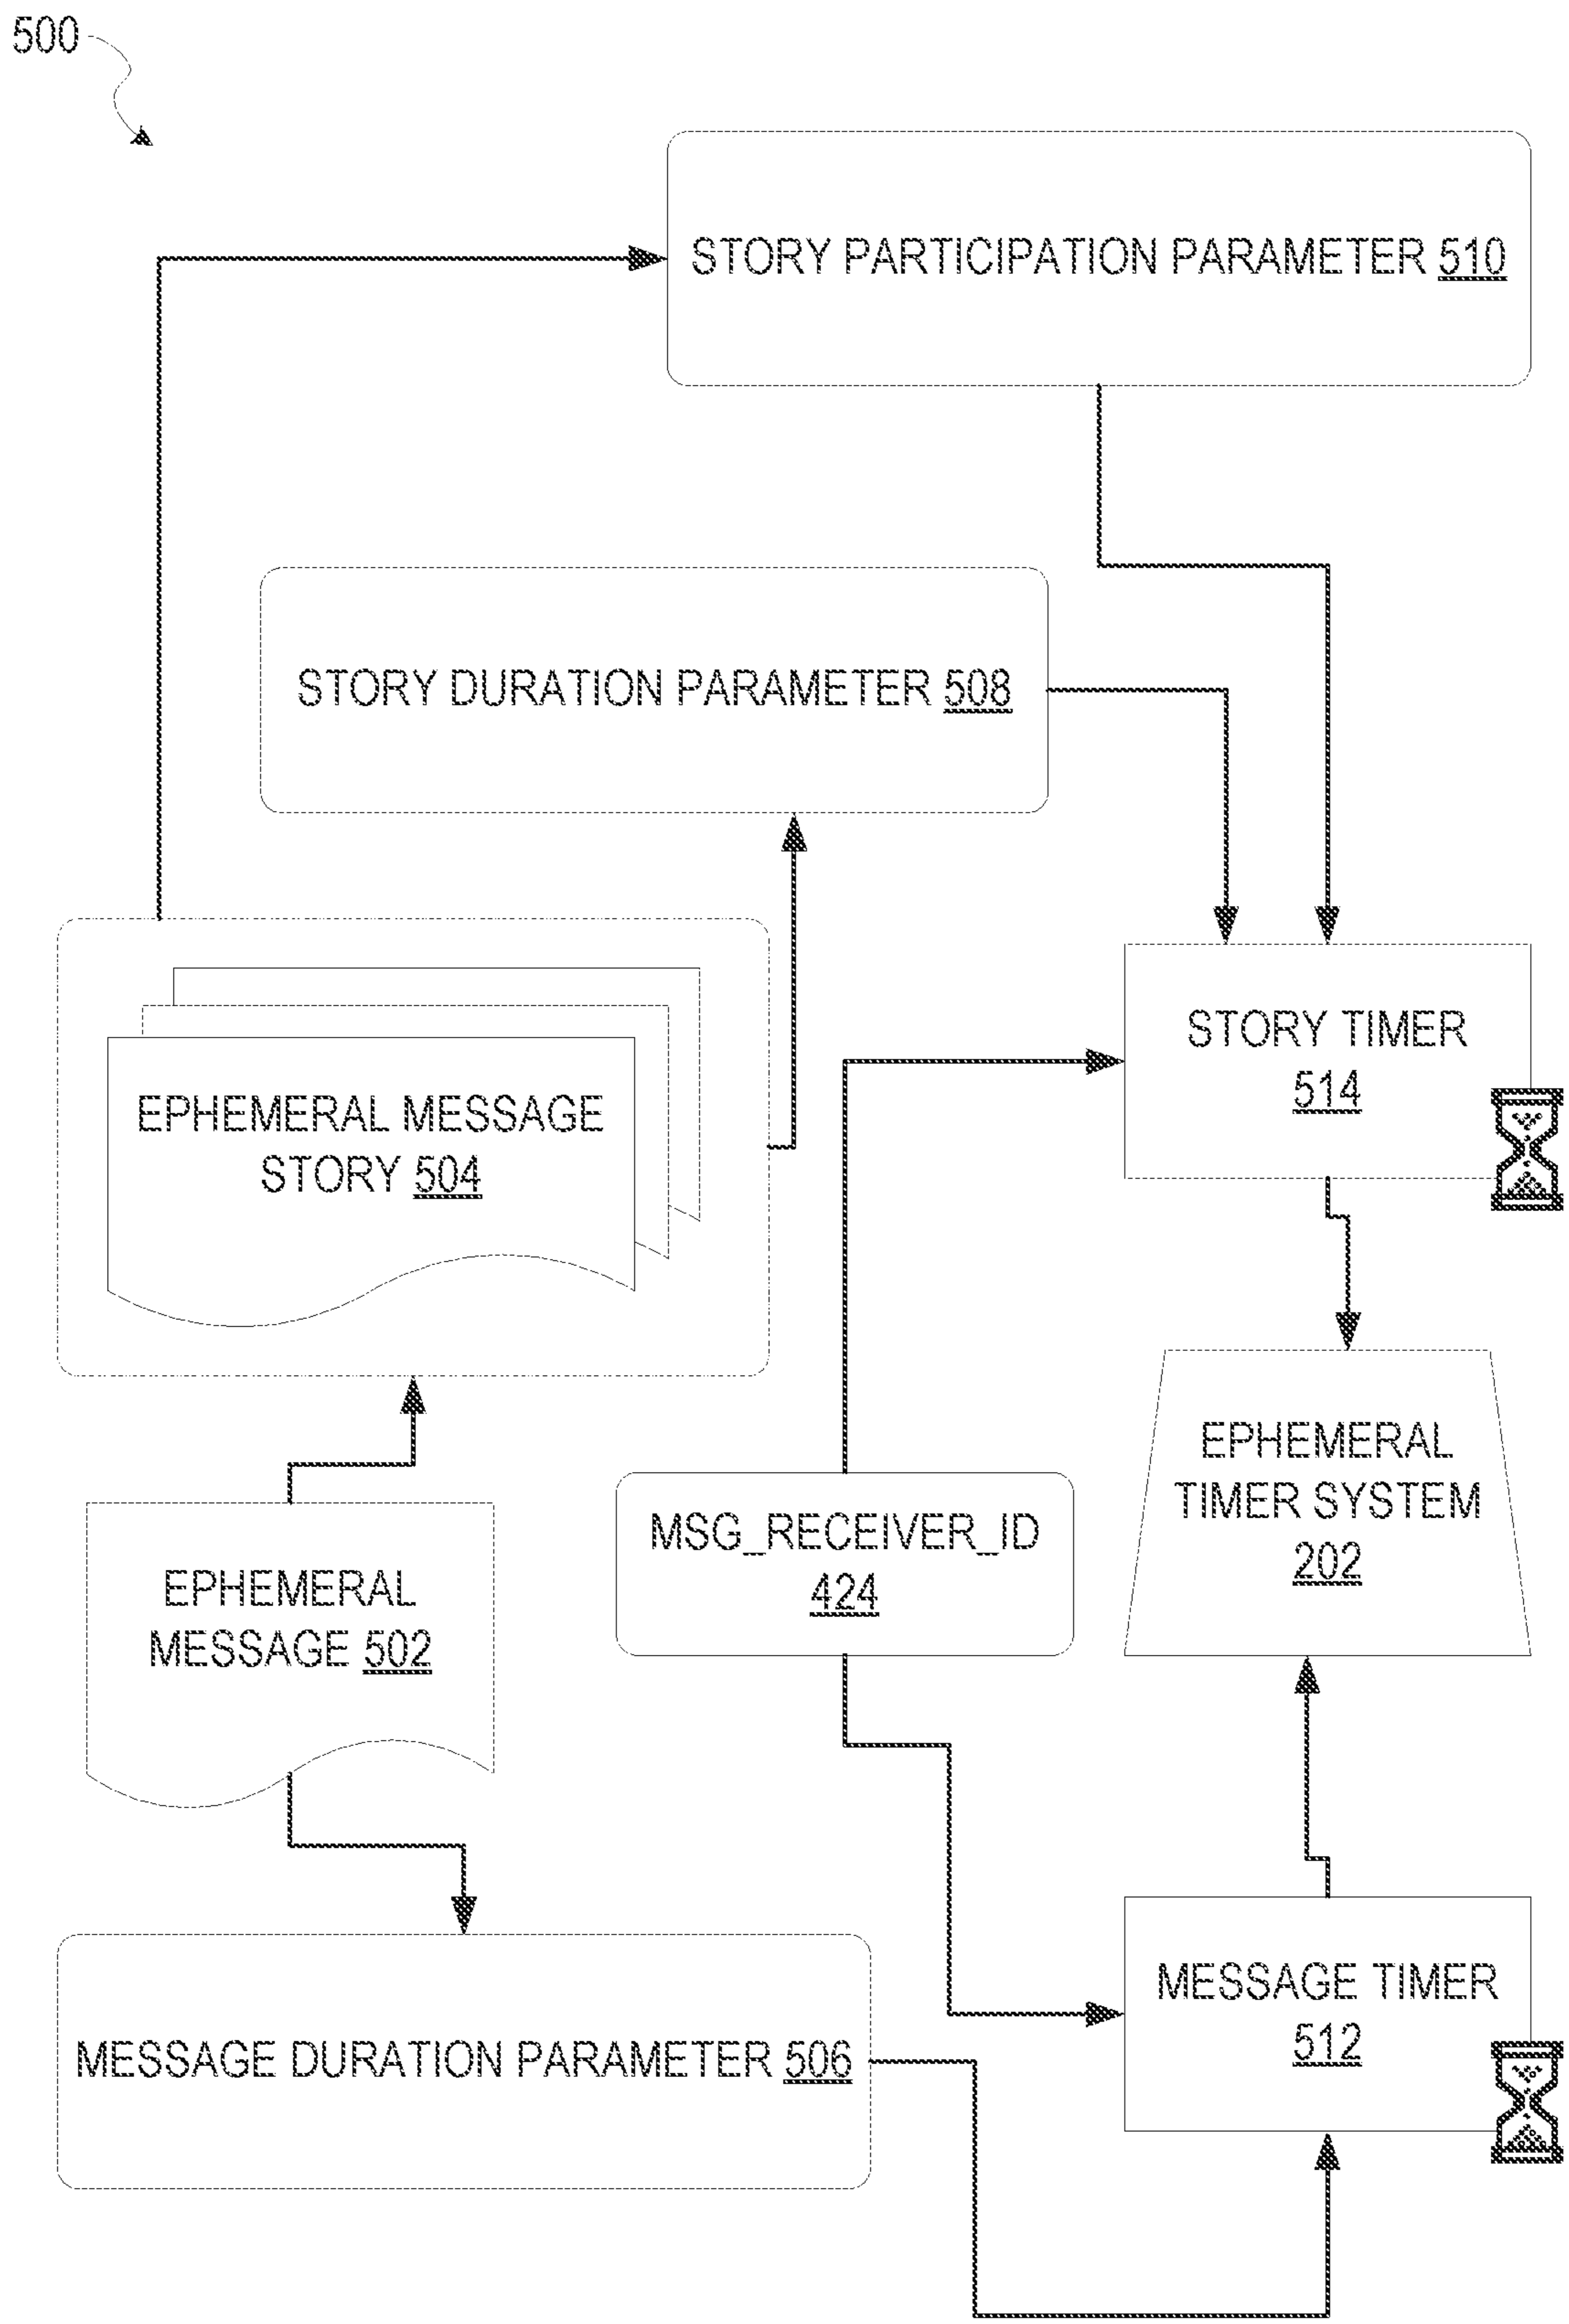 500
STORY PARTICIPATION PARAMETER 510
STORY DURATION PARAMETER 508
EPHEMERAL MESSAGE
STORY 504
STORY TIMER
514
EPHEMERAL
TIMER SYSTEM
202
MSG_RECEIVER_ID
424
EPHEMERAL
MESSAGE 502
MESSAGE TIMER
512
MESSAGE DURATION PARAMETER 506